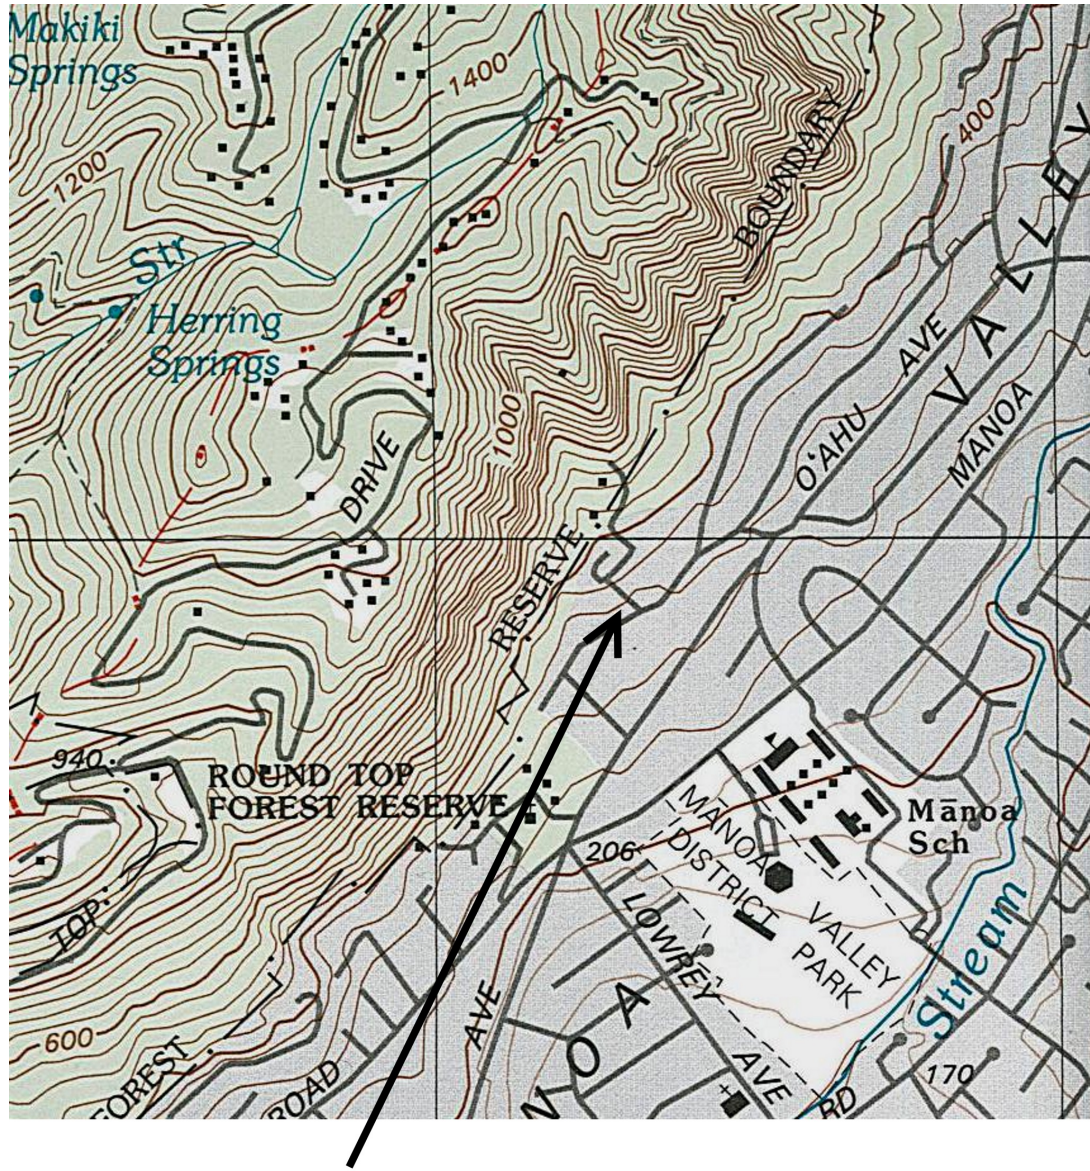 Makiki
Springs
1400
1200
400
VALLEY
BOUNDARY
Str
Herring
Springs
O‘AHU AVE
MĀNOA
1000
DRIVE
RESERVE
940
ROUND TOP
FOREST RESERVE
Mānoa
Sch
206
MĀNOA
DISTRICT
VALLEY
PARK
LOWREY
AVE
TOP
AVE
NOA
Stream
600
FOREST
ROAD
RD
170